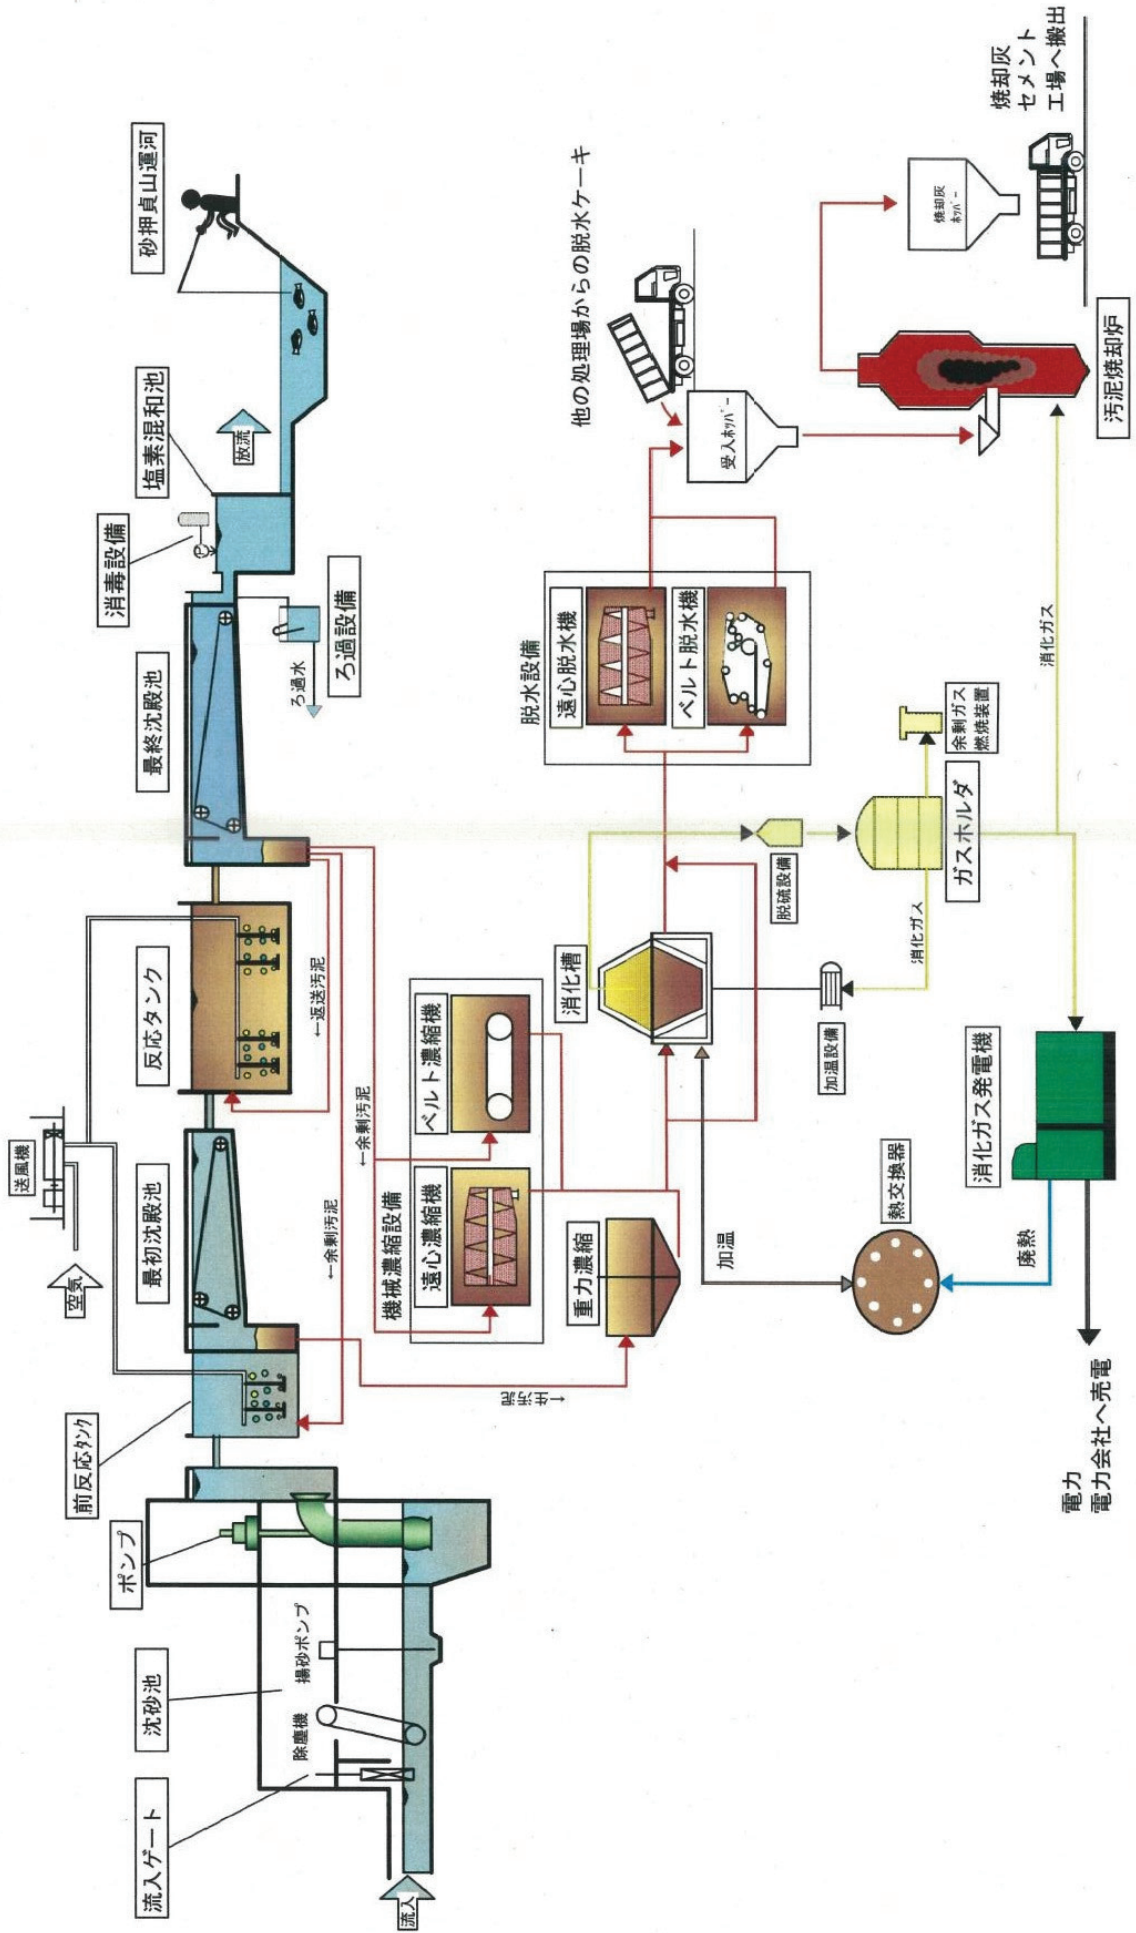 流入
流入ゲート
沈砂池
除塵機
揚砂ポンプ
ポンプ
前反応タンク
空気
送風機
最初沈殿池
反応タンク
最終沈殿池
消毒設備
塩素混和池
砂押貞山運河
放流
ろ過水
ろ過設備
←返送汚泥
←余剰汚泥
←余剰汚泥
←生汚泥
機械濃縮設備
遠心濃縮機
ベルト濃縮機
重力濃縮
消化槽
脱水設備
遠心脱水機
ベルト脱水機
他の処理場からの脱水ケーキ
受入ホッパー
焼却灰
ホッパー
焼却灰
セメント
工場へ搬出
汚泥焼却炉
加温
加温設備
脱硫設備
消化ガス
ガスホルダ
余剰ガス
燃焼装置
消化ガス
熱交換器
廃熱
消化ガス発電機
電力
電力会社へ売電